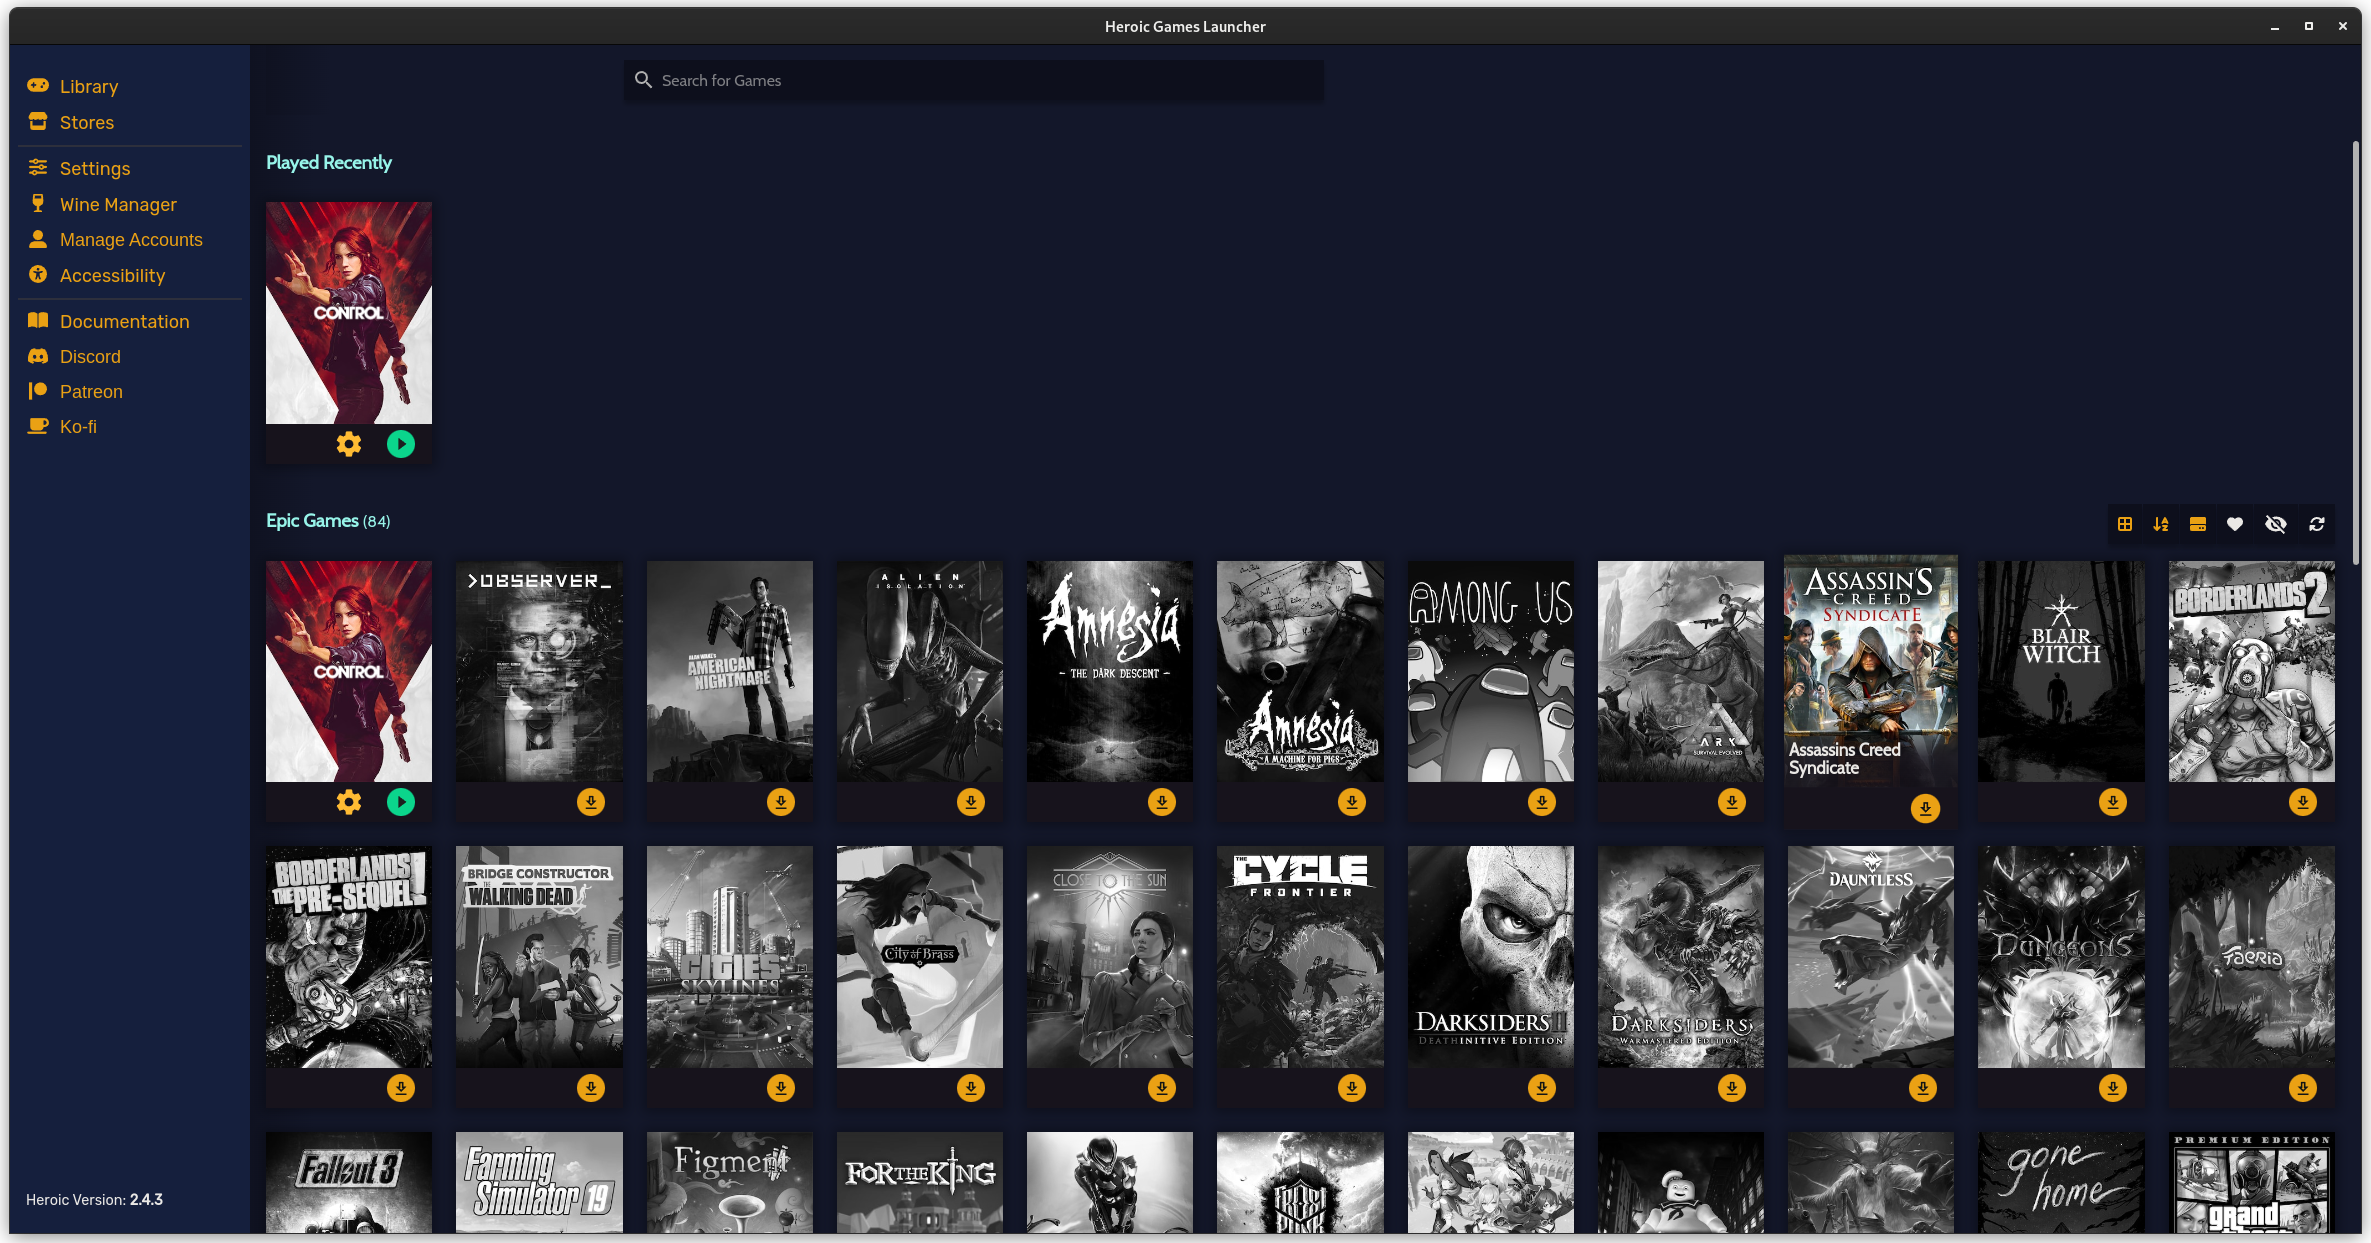 Heroic Games Launcher
Library
Stores
Settings
Wine Manager
Manage Accounts
Accessibility
Documentation
Discord
Patreon
Ko-fi
Heroic Version: 2.4.3
Search for Games
Played Recently
CONTROL
Epic Games (84)
CONTROL
>OBSERVER_
ALAN WAKE'S
AMERICAN
NIGHTMARE
ALIEN
ISOLATION
Amnesia
- THE DARK DESCENT -
Amnesia
A MACHINE FOR PIGS
AMONG US
ARK
SURVIVAL EVOLVED
ASSASSIN'S
CREED
SYNDICATE
Assassins Creed
Syndicate
BLAIR
WITCH
BORDERLANDS 2
BORDERLANDS
THE PRE-SEQUEL!
BRIDGE CONSTRUCTOR
THE
WALKING DEAD
CITIES
SKYLINES
City of Brass
CLOSE TO THE SUN
THE
CYCLE
FRONTIER
DARKSIDERS II
DEATHINITIVE EDITION
DARKSIDERS
WARMASTERED EDITION
DAUNTLESS
DUNGEONS
faeria
Fallout 3
Farming
Simulator 19
Figment
FOR THE KING
FROST
PUNK
gone
home
PREMIUM EDITION
grand